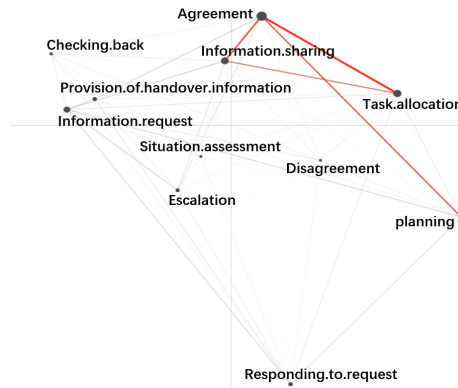 Agreement
Checking.back
Information.sharing
Provision.of.handover.information
Task.allocation
Information.request
Situation.assessment
Disagreement
Escalation
planning
Responding.to.request